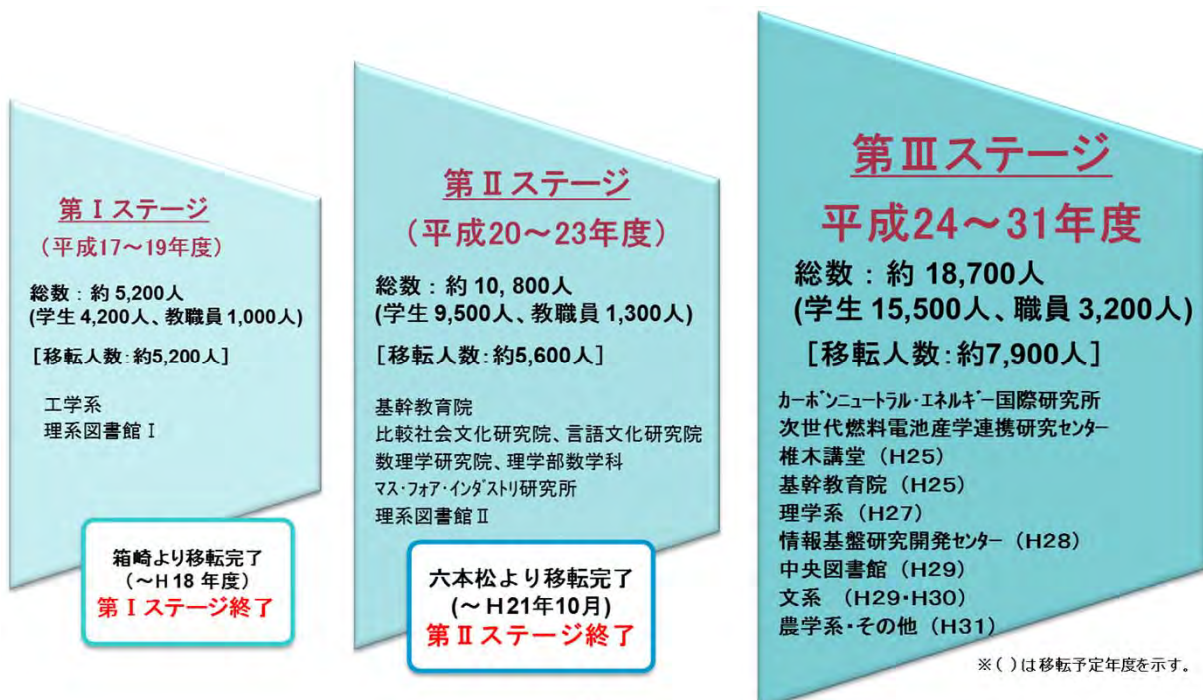 第Ⅰステージ
（平成17～19年度）
総数：約 5,200人
(学生 4,200人、教職員 1,000人)
［移転人数：約5,200人］
工学系
理系図書館Ⅰ
箱崎より移転完了
(～H 18 年度)
第Ⅰステージ終了
第Ⅱステージ
（平成20～23年度）
総数：約 10, 800人
(学生 9,500人、教職員 1,300人)
［移転人数：約5,600人］
基幹教育院
比較社会文化研究院、言語文化研究院
数理学研究院、理学部数学科
ﾏｽ・ﾌｫｱ・ｲﾝﾀﾞｽﾄﾘ研究所
理系図書館Ⅱ
六本松より移転完了
(～ H21年10月)
第Ⅱステージ終了
第Ⅲステージ
平成24～31年度
総数：約 18,700人
(学生 15,500人、職員 3,200人)
［移転人数：約7,900人］
ｶｰﾎﾞﾝﾆｭｰﾄﾗﾙ・ｴﾈﾙｷﾞｰ国際研究所
次世代燃料電池産学連携研究ｾﾝﾀｰ
椎木講堂（H25）
基幹教育院（H25）
理学系（H27）
情報基盤研究開発ｾﾝﾀｰ（H28）
中央図書館（H29）
文系 （H29・H30）
農学系・その他（H31）
※( )は移転予定年度を示す。